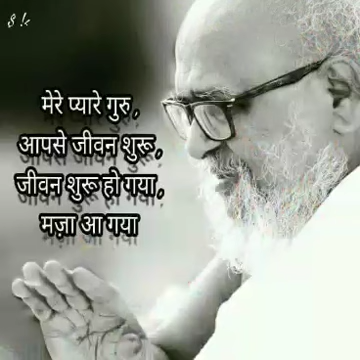 मेरे प्यारे गुरु,
आपसे जीवन शुरू,
जीवन शुरू हो गया,
मज़ा आ गया